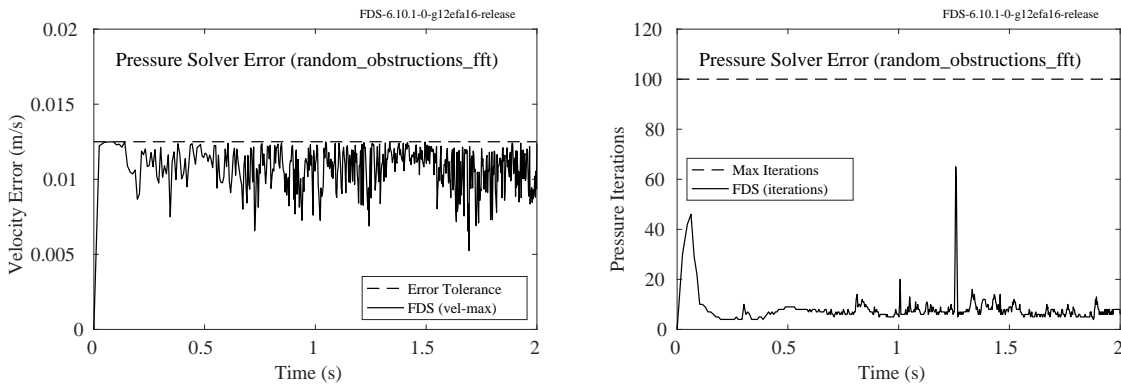 FDS-6.10.1-0-g12efa16-release
Pressure Solver Error (random_obstructions_fft)
0.02
0.015
0.01
0.005
0
Velocity Error (m/s)
Error Tolerance
FDS (vel-max)
0
0.5
1
1.5
2
Time (s)
FDS-6.10.1-0-g12efa16-release
Pressure Solver Error (random_obstructions_fft)
120
100
80
60
40
20
0
Pressure Iterations
Max Iterations
FDS (iterations)
0
0.5
1
1.5
2
Time (s)